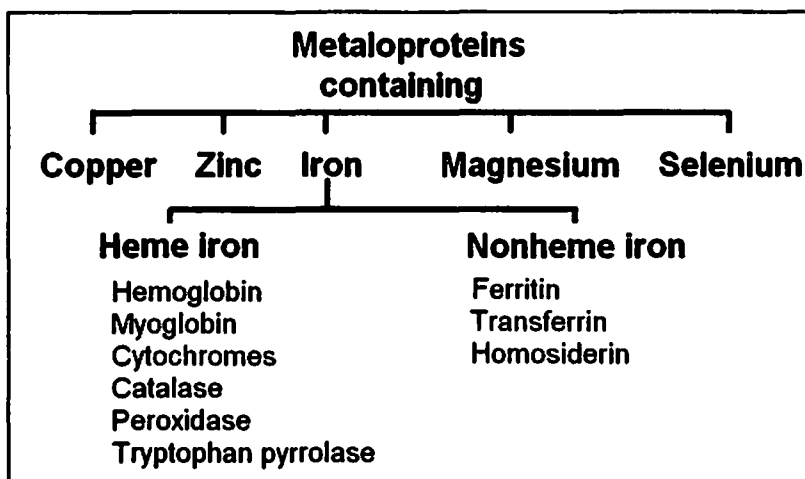 Metaloproteins
containing
Copper Zinc Iron Magnesium Selenium
Heme iron
Hemoglobin
Myoglobin
Cytochromes
Catalase
Peroxidase
Tryptophan pyrrolase
Nonheme iron
Ferritin
Transferrin
Homosiderin